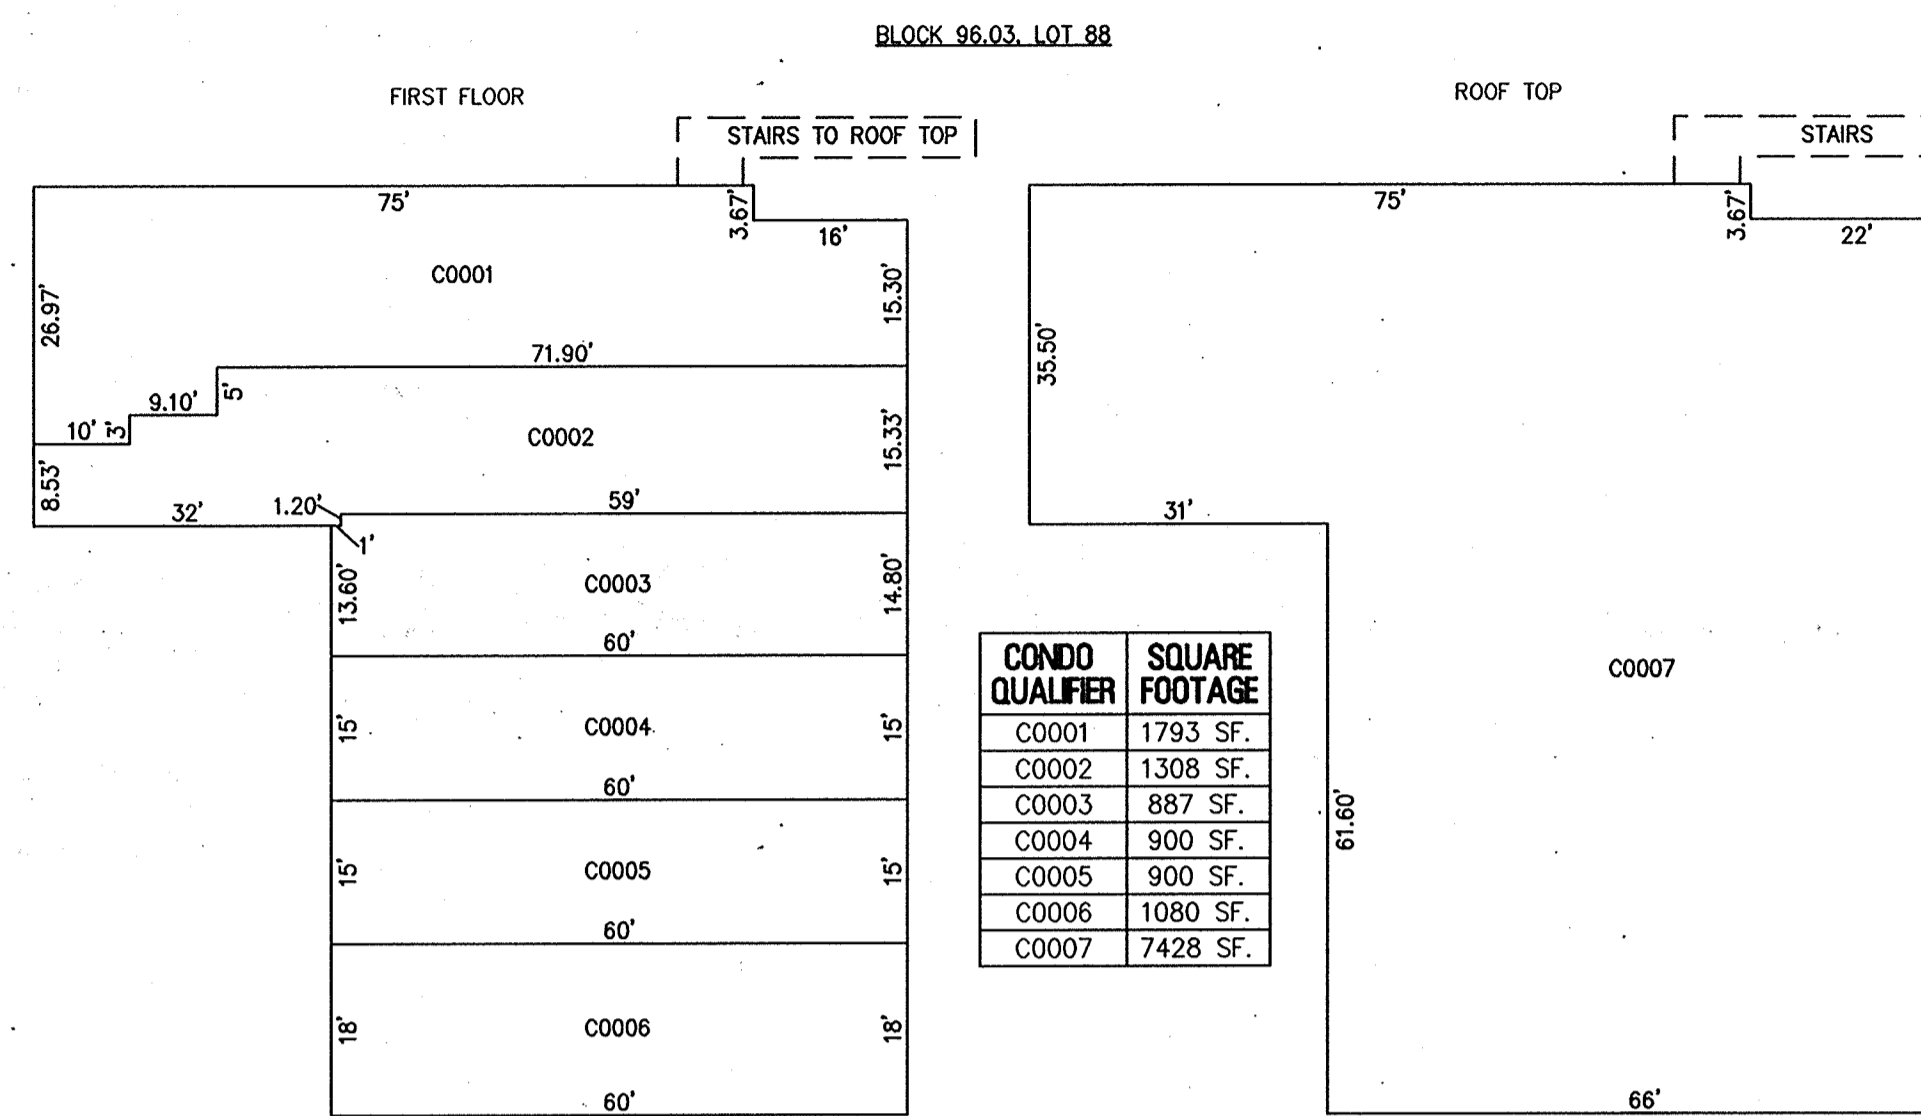 BLOCK 96.03, LOT 88
FIRST FLOOR
STAIRS TO ROOF TOP
75'
3.67'
16'
C0001
26.97'
15.30'
71.90'
5'
9.10'
10'
3'
C0002
15.33'
8.53'
32'
1.20'
59'
1'
13.60'
C0003
14.80'
60'
15'
C0004
15'
60'
15'
C0005
15'
60'
18'
C0006
18'
60'
ROOF TOP
STAIRS
75'
3.67'
22'
35.50'
31'
C0007
61.60'
66'
CONDO QUALIFIER SQUARE FOOTAGE
C0001 1793 SF.
C0002 1308 SF.
C0003 887 SF.
C0004 900 SF.
C0005 900 SF.
C0006 1080 SF.
C0007 7428 SF.